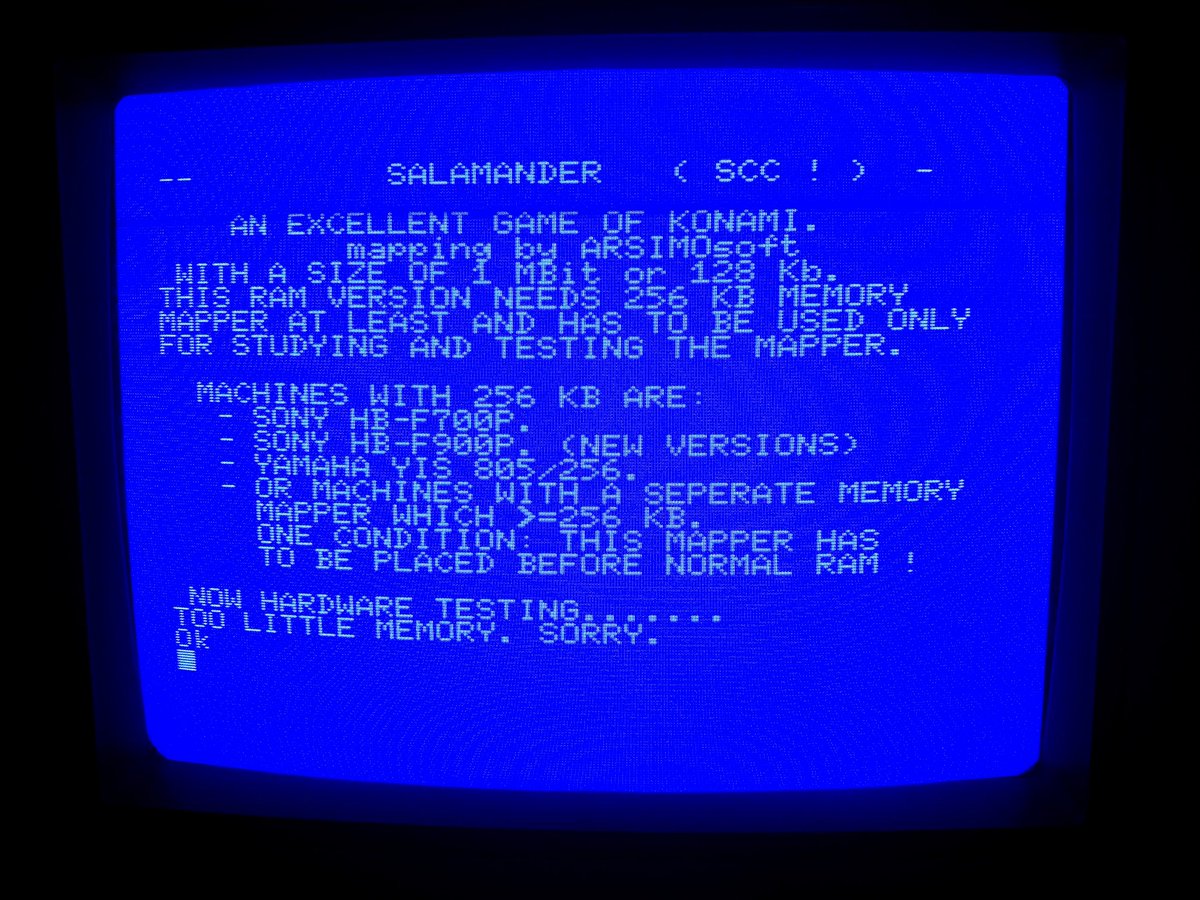 -- SALAMANDER ( SCC ! ) -
AN EXCELLENT GAME OF KONAMI.
mapping by ARSIMOsoft
WITH A SIZE OF 1 MBit or 128 Kb.
THIS RAM VERSION NEEDS 256 KB MEMORY
MAPPER AT LEAST AND HAS TO BE USED ONLY
FOR STUDYING AND TESTING THE MAPPER.
MACHINES WITH 256 KB ARE:
- SONY HB-F700P.
- SONY HB-F900P. (NEW VERSIONS)
- YAMAHA YIS 805/256.
- OR MACHINES WITH A SEPERATE MEMORY
MAPPER WHICH >=256 KB.
ONE CONDITION: THIS MAPPER HAS
TO BE PLACED BEFORE NORMAL RAM !
NOW HARDWARE TESTING.......
TOO LITTLE MEMORY. SORRY.
Ok